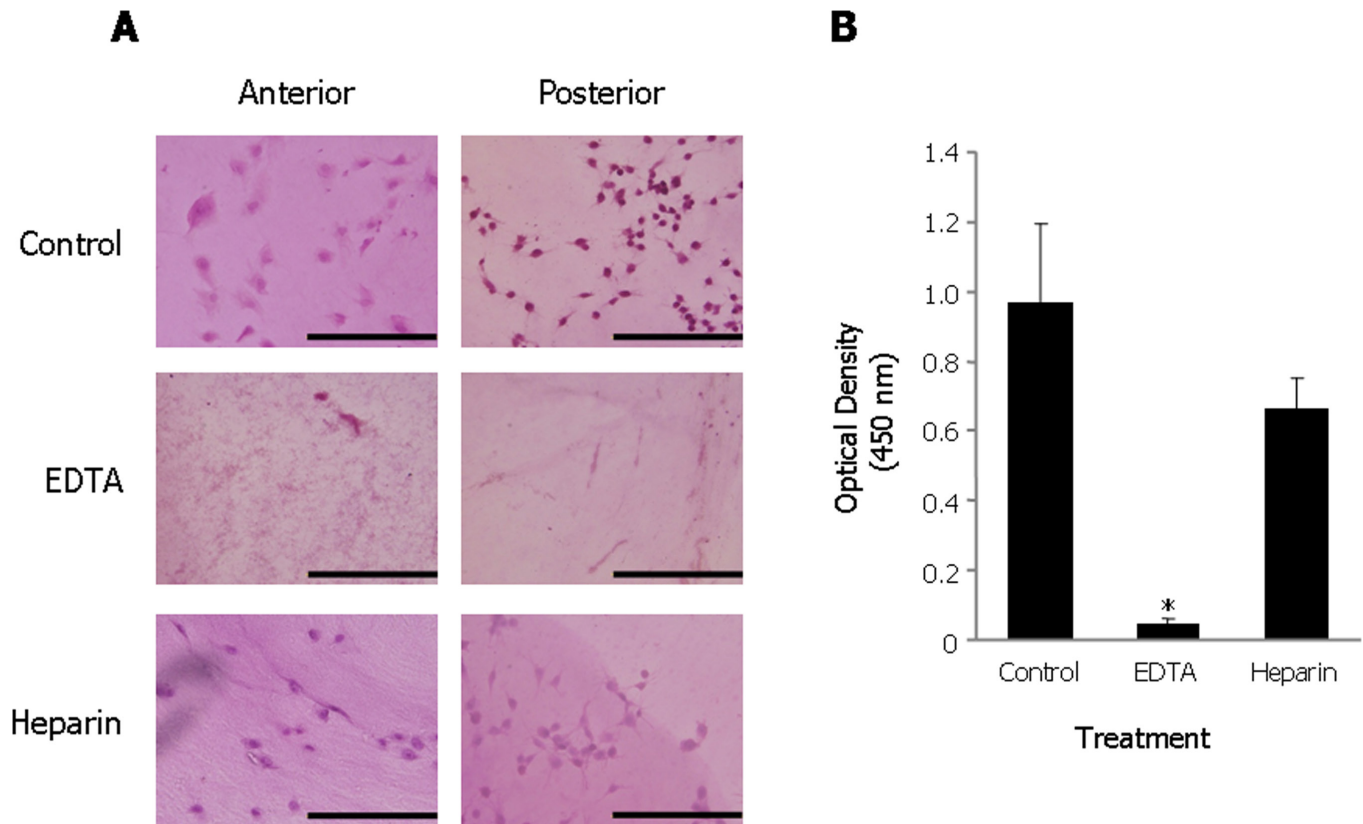 A
Anterior
Posterior
Control
EDTA
Heparin
B
1.4
1.2
1.0
0.8
0.6
0.4
0.2
0
Optical Density
(450 nm)
*
Control
EDTA
Heparin
Treatment